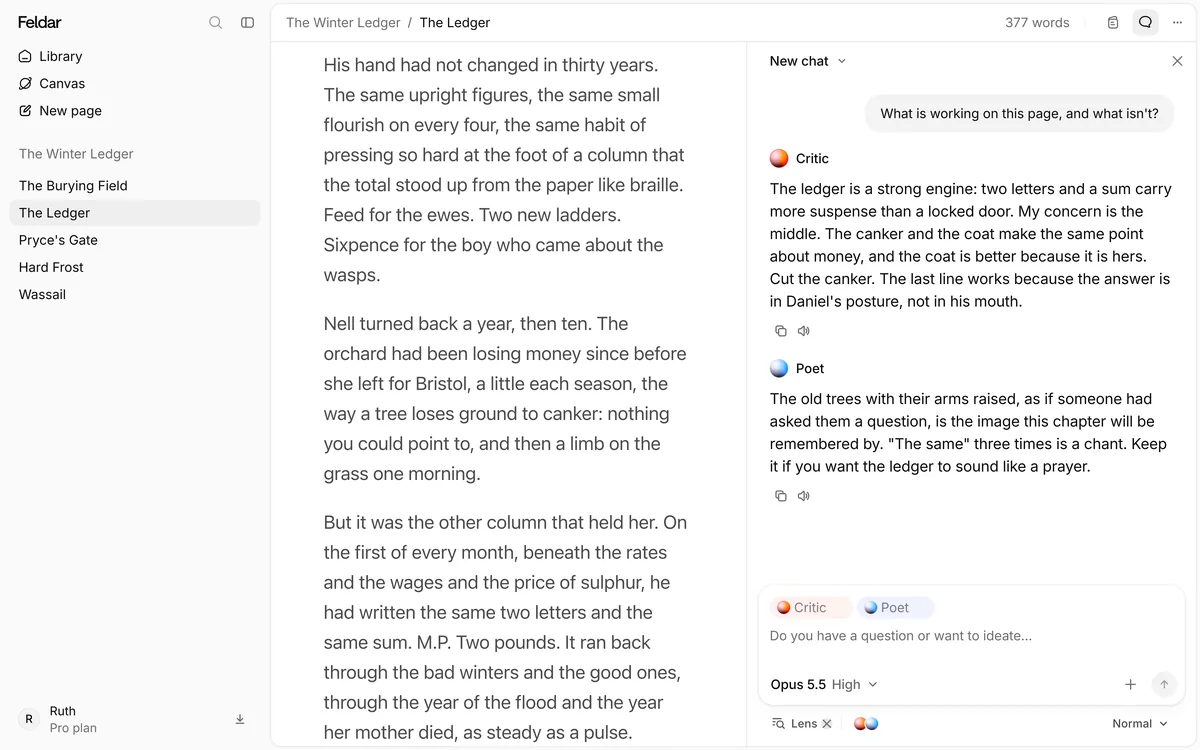 Feldar
Library
Canvas
New page
The Winter Ledger
The Burying Field
The Ledger
Pryce's Gate
Hard Frost
Wassail
R
Ruth
Pro plan
The Winter Ledger / The Ledger
377 words
His hand had not changed in thirty years.
The same upright figures, the same small
flourish on every four, the same habit of
pressing so hard at the foot of a column that
the total stood up from the paper like braille.
Feed for the ewes. Two new ladders.
Sixpence for the boy who came about the
wasps.
Nell turned back a year, then ten. The
orchard had been losing money since before
she left for Bristol, a little each season, the
way a tree loses ground to canker: nothing
you could point to, and then a limb on the
grass one morning.
But it was the other column that held her. On
the first of every month, beneath the rates
and the wages and the price of sulphur, he
had written the same two letters and the
same sum. M.P. Two pounds. It ran back
through the bad winters and the good ones,
through the year of the flood and the year
her mother died, as steady as a pulse.
New chat
What is working on this page, and what isn't?
Critic
The ledger is a strong engine: two letters and a sum carry
more suspense than a locked door. My concern is the
middle. The canker and the coat make the same point
about money, and the coat is better because it is hers.
Cut the canker. The last line works because the answer is
in Daniel's posture, not in his mouth.
Poet
The old trees with their arms raised, as if someone had
asked them a question, is the image this chapter will be
remembered by. "The same" three times is a chant. Keep
it if you want the ledger to sound like a prayer.
Critic Poet
Do you have a question or want to ideate...
Opus 5.5 High
Lens
Normal